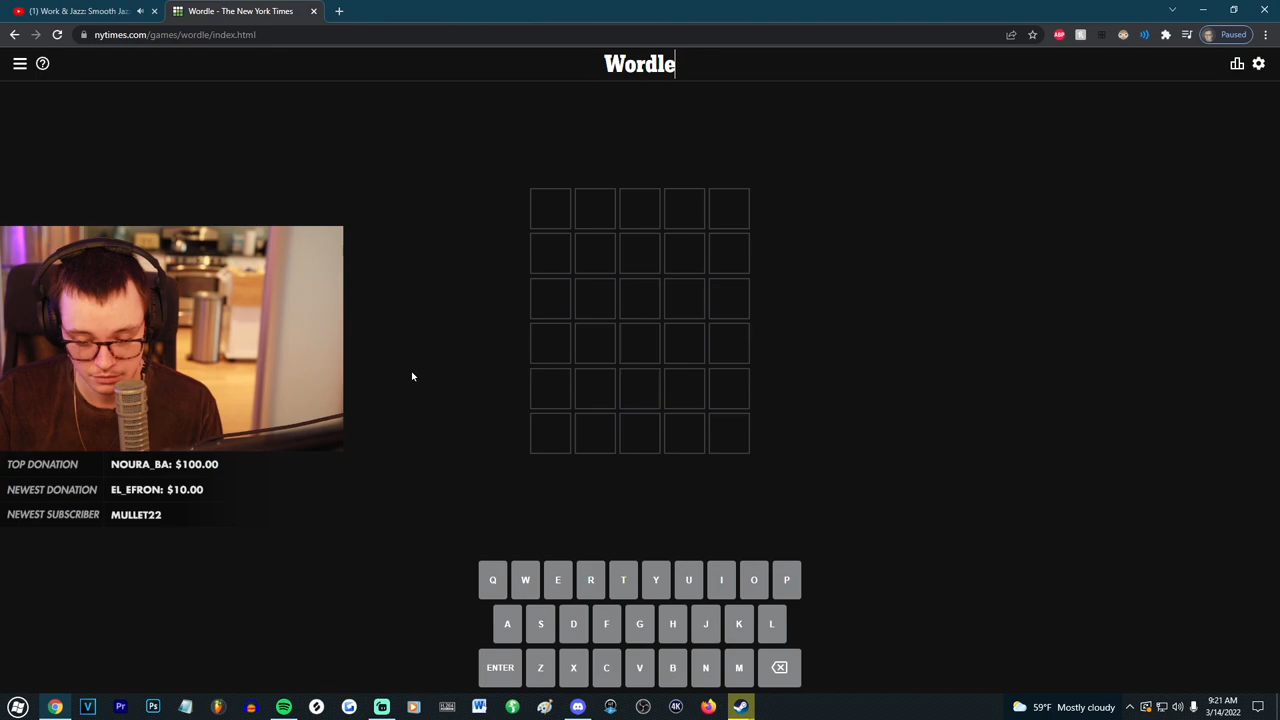 (1) Work & Jazz: Smooth Jaz
Wordle - The New York Times
nytimes.com/games/wordle/index.html
ABP
Paused
Wordle
TOP DONATION NOURA_BA: $100.00
NEWEST DONATION EL_EFRON: $10.00
NEWEST SUBSCRIBER MULLET22
Q W E R T Y U I O P
A S D F G H J K L
ENTER Z X C V B N M
59°F Mostly cloudy
9:21 AM
3/14/2022